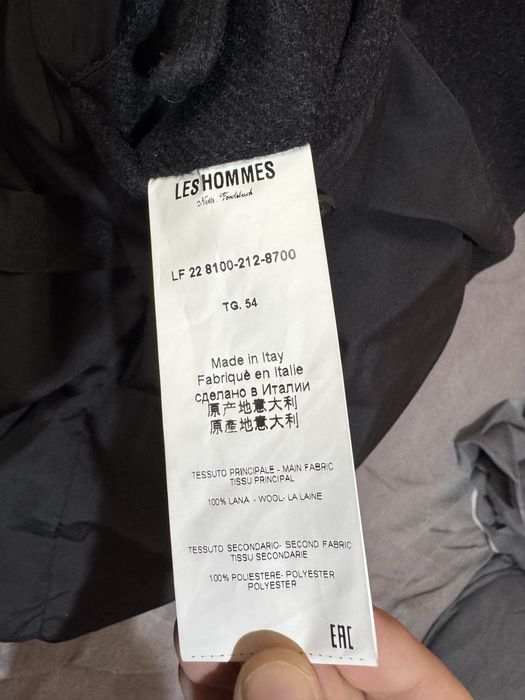 LES HOMMES
LF 22 8100-212-8700
TG. 54
Made in Itay
Fabriquè en Italie
сделано в Италии
原产地意大利
原產地意大利
TESSUTO PRINCIPALE - MAIN FABRIC
TISSU PRINCIPAL
100% LANA - WOOL- LA LAINE
TESSUTO SECONDARIO- SECOND FABRIC
TISSU SECONDARIE
100% POLIESTERE- POLYESTER
POLYESTER
EAC